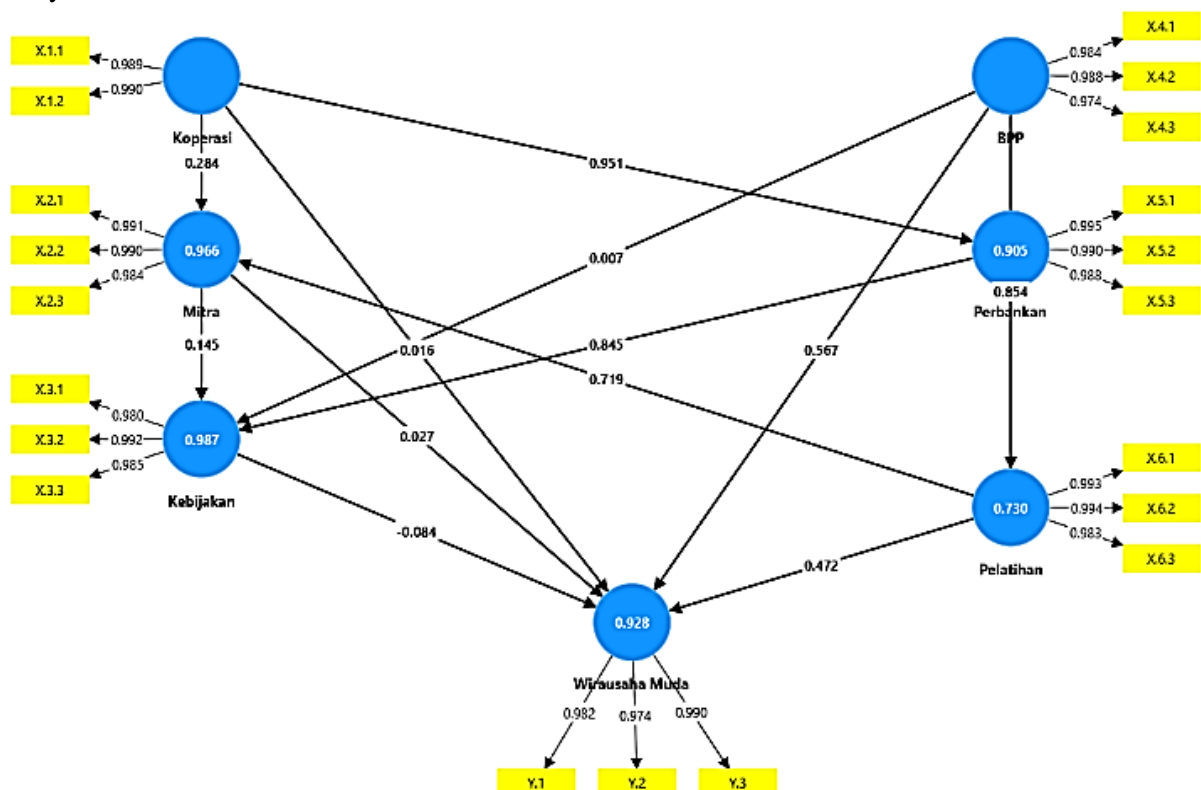 X.1.1
X.1.2
0.989
0.990
Koperasi
0.284
X.4.1
X.4.2
X.4.3
0.984
0.988
0.974
BPP
0.951
X.2.1
X.2.2
X.2.3
0.991
0.990
0.984
0.966
Mitra
0.145
0.007
X.5.1
X.5.2
X.5.3
0.995
0.990
0.988
0.905
0.854
Perbankan
0.016
0.845
0.719
0.567
X.3.1
X.3.2
X.3.3
0.980
0.992
0.985
0.987
Kebijakan
0.027
-0.084
X.6.1
X.6.2
X.6.3
0.993
0.994
0.983
0.730
Pelatihan
0.472
0.928
Wirausaha Muda
0.982
0.974
0.990
Y.1
Y.2
Y.3